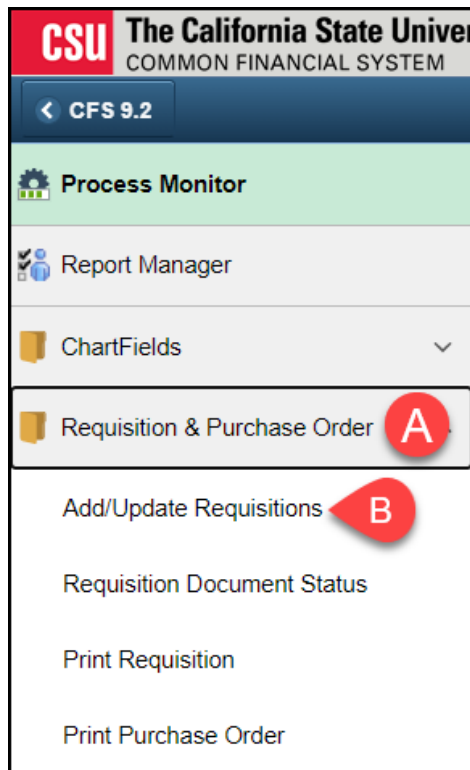 CSU The California State Univer
COMMON FINANCIAL SYSTEM
CFS 9.2
Process Monitor
Report Manager
ChartFields
Requisition & Purchase Order A
Add/Update Requisitions B
Requisition Document Status
Print Requisition
Print Purchase Order